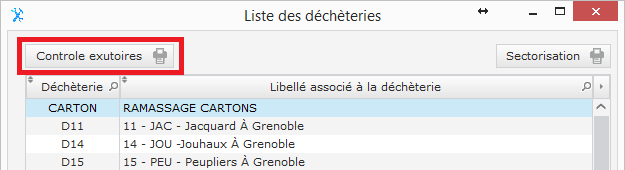 Liste des déchèteries
Controle exutoires Sectorisation
Déchèterie Libellé associé à la déchèterie
CARTON RAMASSAGE CARTONS
D11 11 - JAC - Jacquard À Grenoble
D14 14 - JOU -Jouhaux À Grenoble
D15 15 - PEU - Peupliers À Grenoble